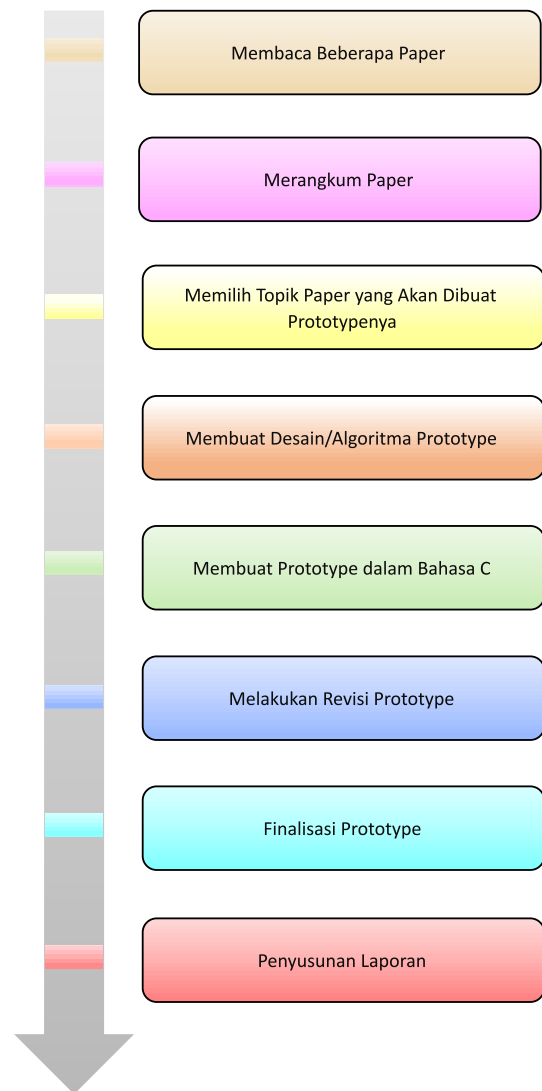 Membaca Beberapa Paper
Merangkum Paper
Memilih Topik Paper yang Akan Dibuat
Prototypenya
Membuat Desain/Algoritma Prototype
Membuat Prototype dalam Bahasa C
Melakukan Revisi Prototype
Finalisasi Prototype
Penyusunan Laporan